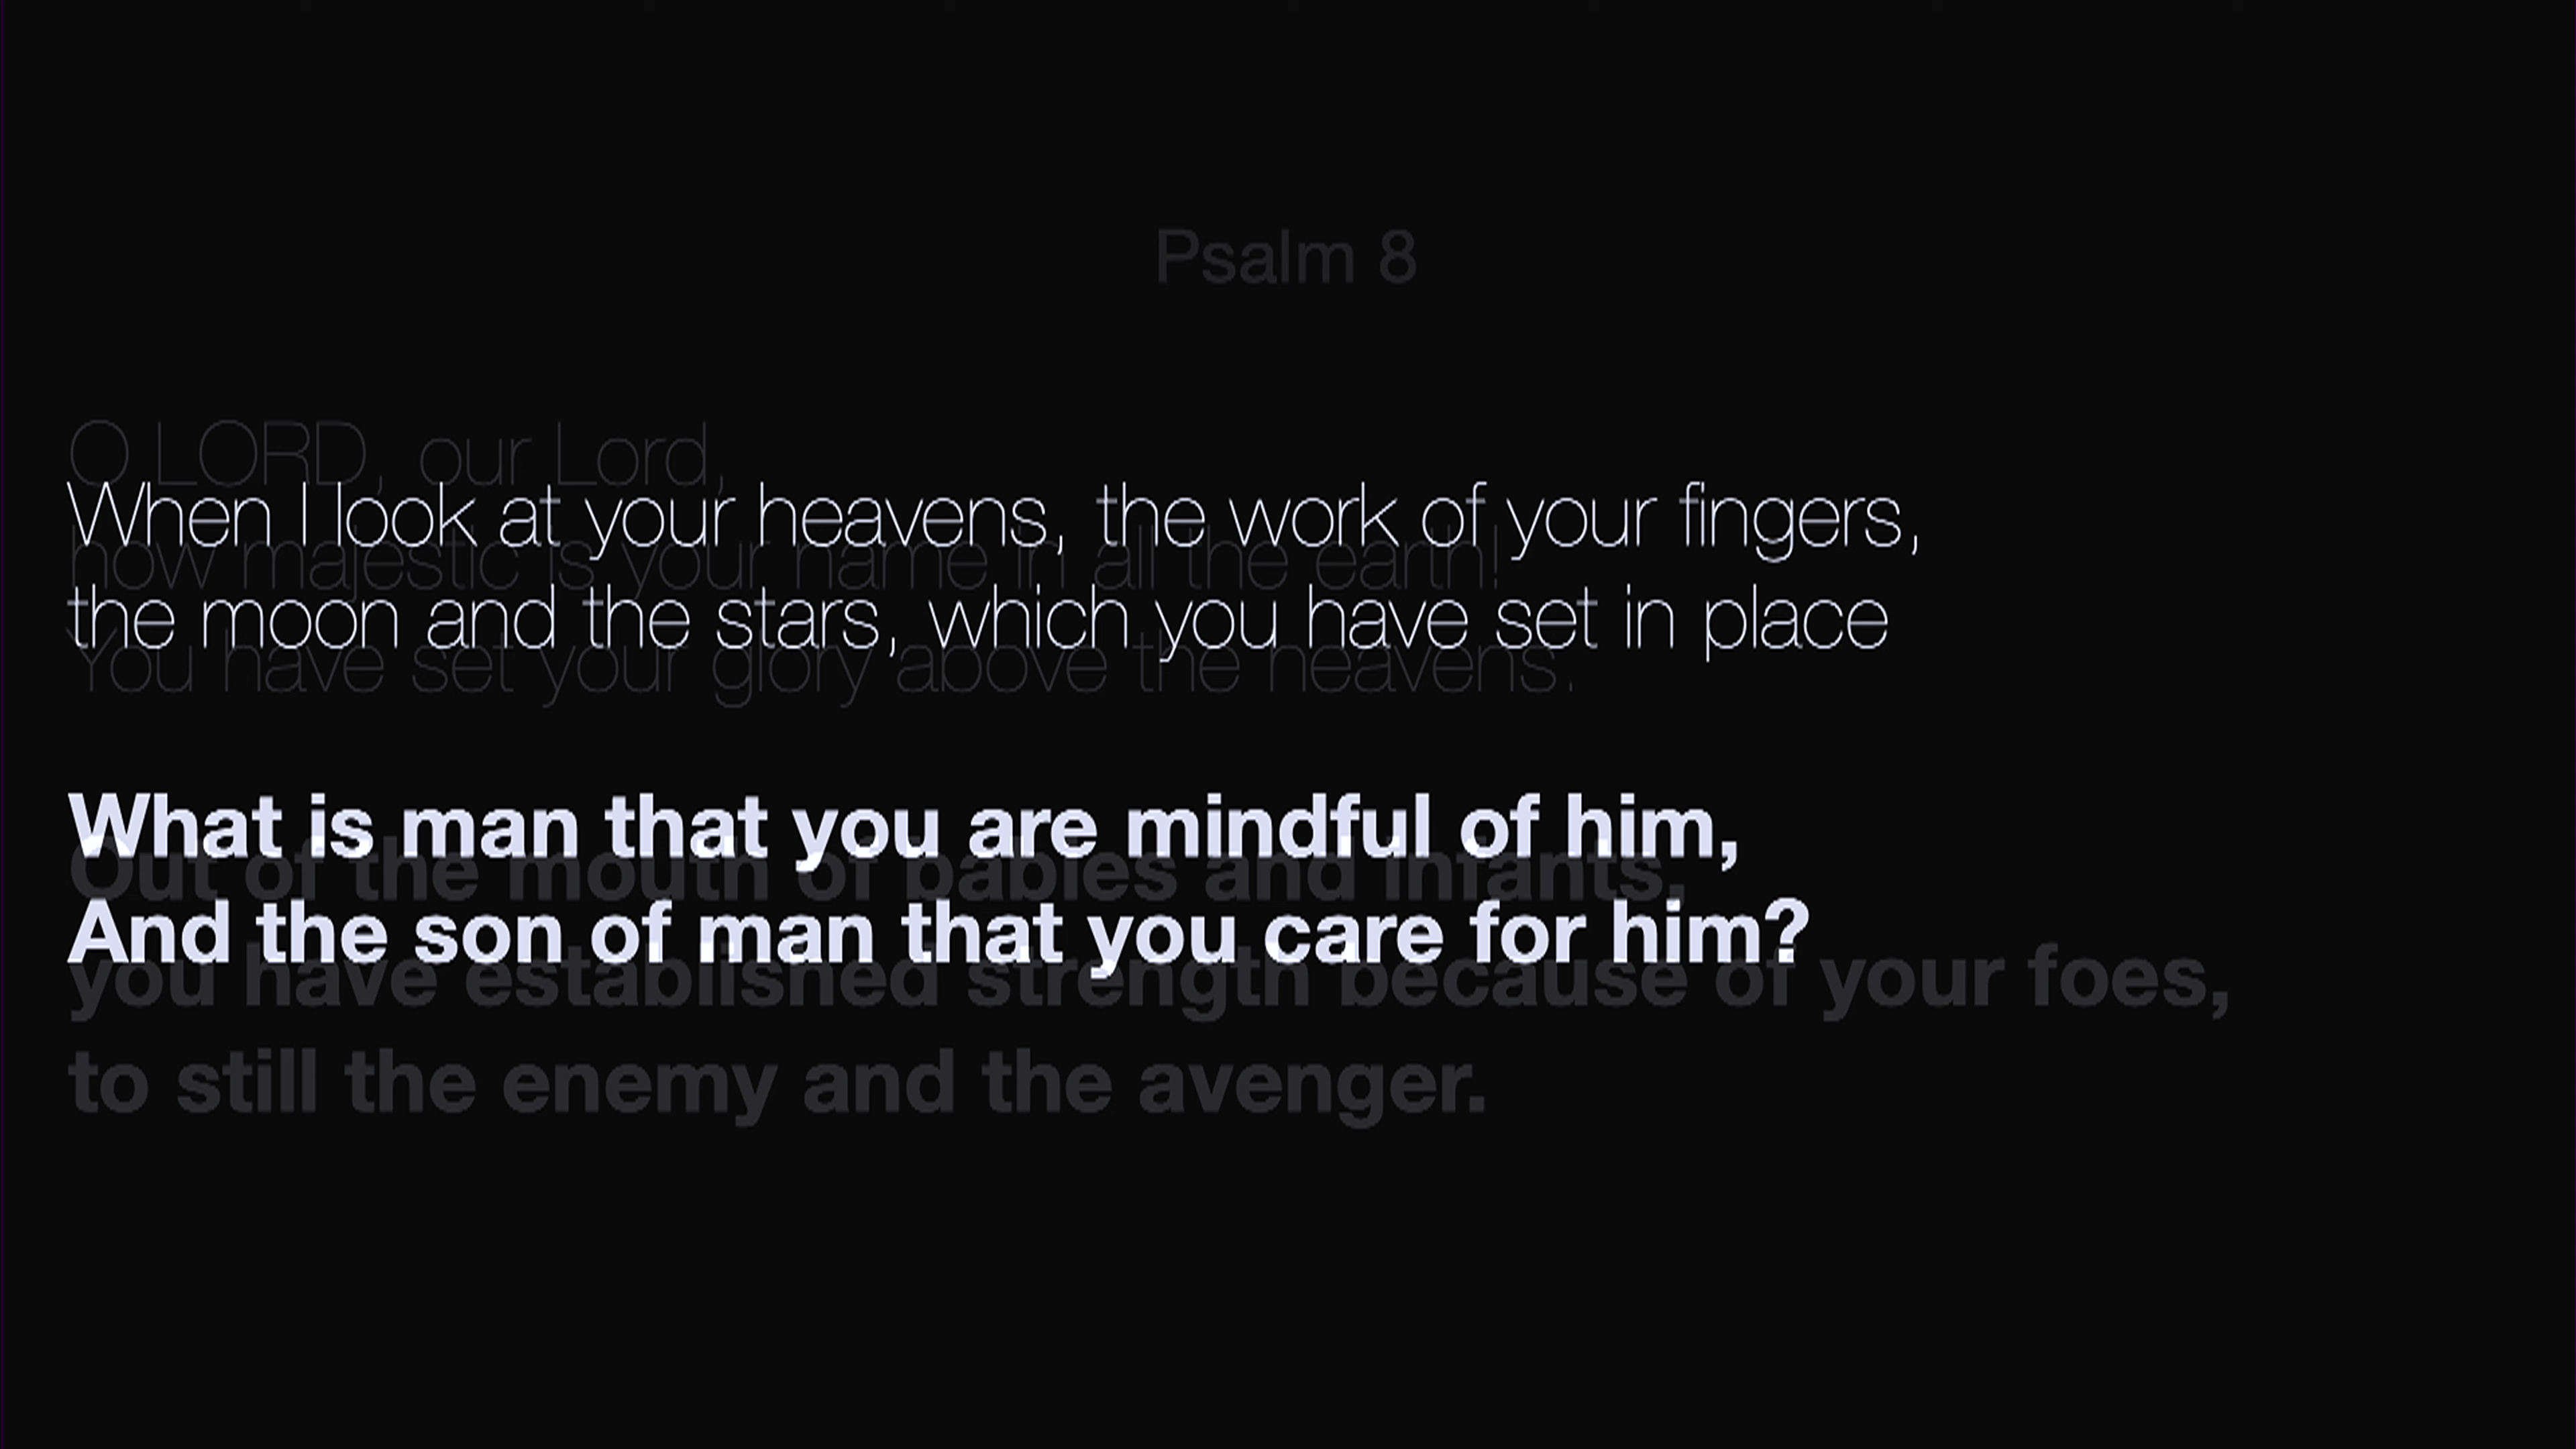 Psalm 8
O LORD, our Lord,
When I look at your heavens, the work of your fingers,
how majestic is your name in all the earth!
the moon and the stars, which you have set in place
You have set your glory above the heavens.
What is man that you are mindful of him,
Out of the mouth of babies and infants,
And the son of man that you care for him?
you have established strength because of your foes,
to still the enemy and the avenger.